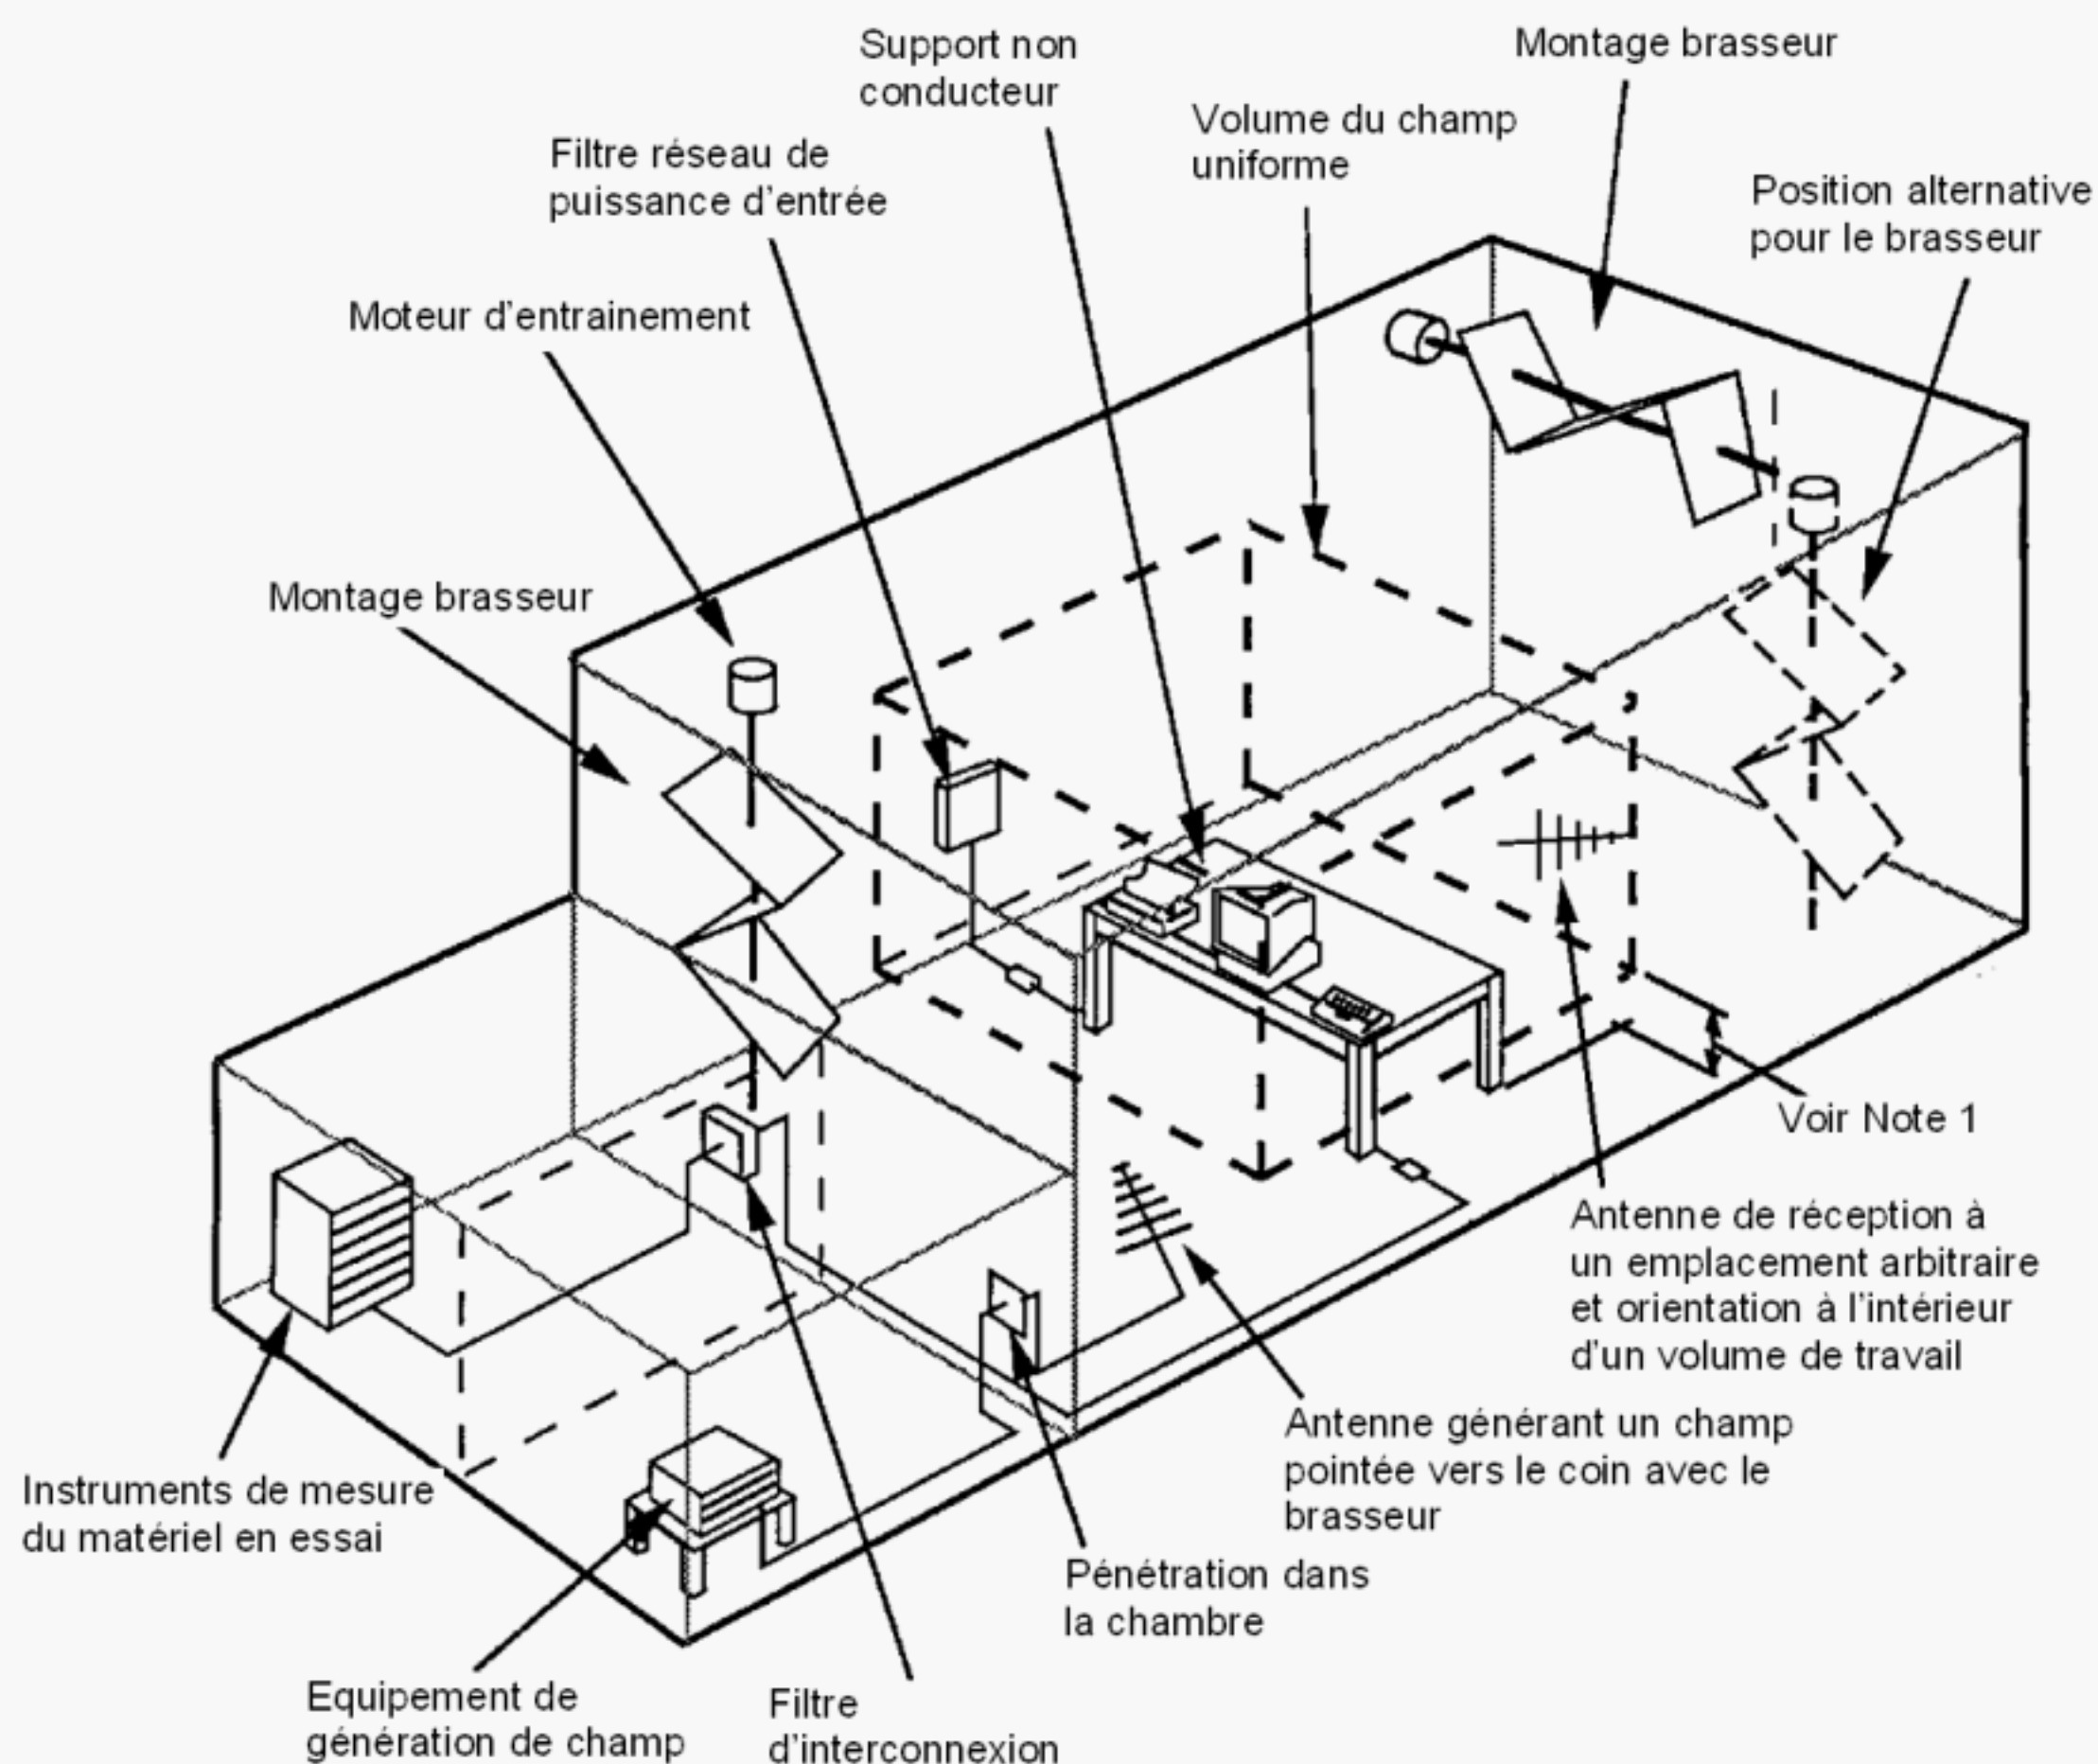 Support non
conducteur
Montage brasseur
Volume du champ
uniforme
Filtre réseau de
puissance d'entrée
Position alternative
pour le brasseur
Moteur d'entrainement
Montage brasseur
Voir Note 1
Antenne de réception à
un emplacement arbitraire
et orientation à l'intérieur
d'un volume de travail
Antenne générant un champ
pointée vers le coin avec le
brasseur
Instruments de mesure
du matériel en essai
Pénétration dans
la chambre
Equipement de
génération de champ
Filtre
d'interconnexion